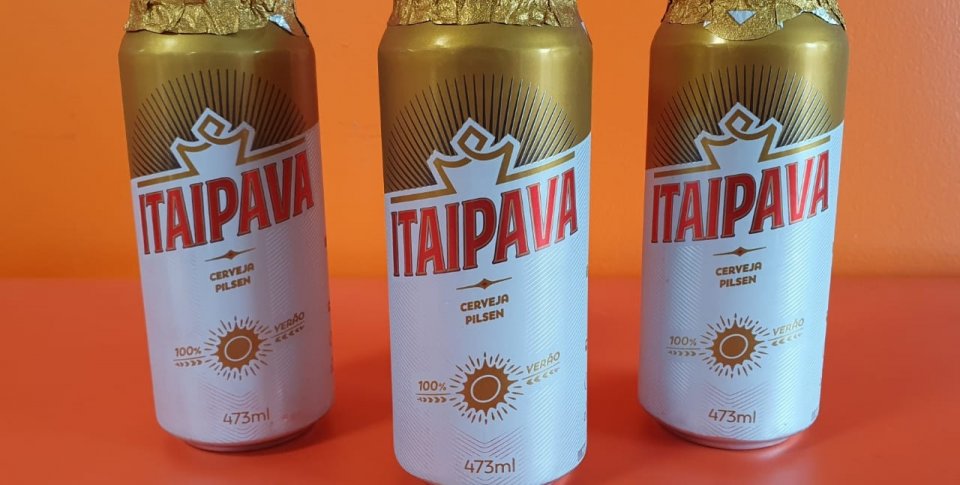 ITAIPAVA
CERVEJA
PILSEN
100% VERÃO
473ml
ITAIPAVA
CERVEJA
PILSEN
100% VERÃO
473ml
ITAIPAVA
CERVEJA
PILSEN
100% VERÃO
473ml